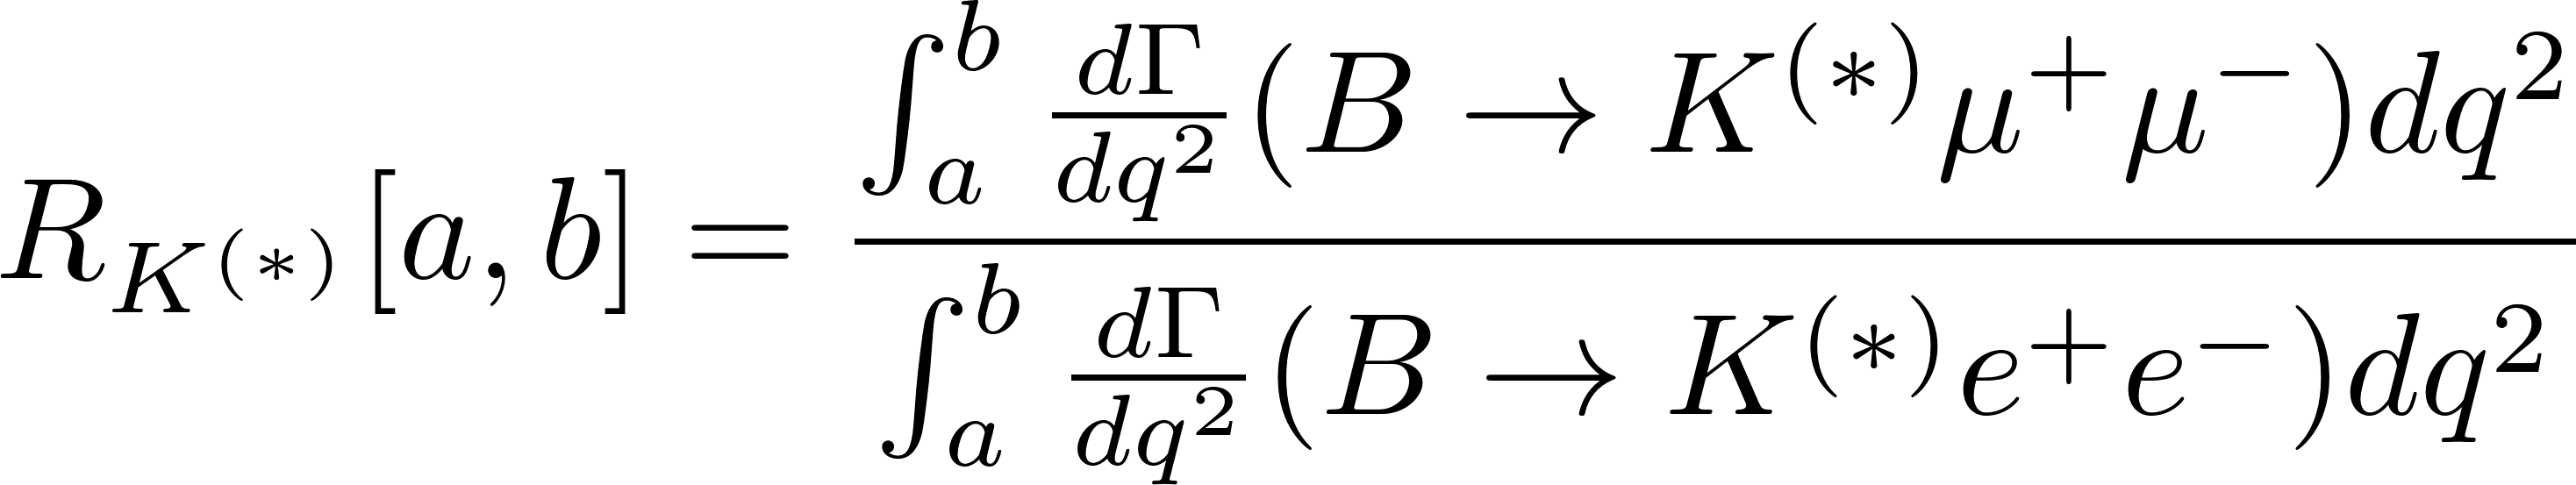 R_{K^{(*)}}[a,b] = \frac{\int_a^b \frac{d\Gamma}{dq^2}(B \to K^{(*)}\mu^+\mu^-)dq^2}{\int_a^b \frac{d\Gamma}{dq^2}(B \to K^{(*)}e^+e^-)dq^2}